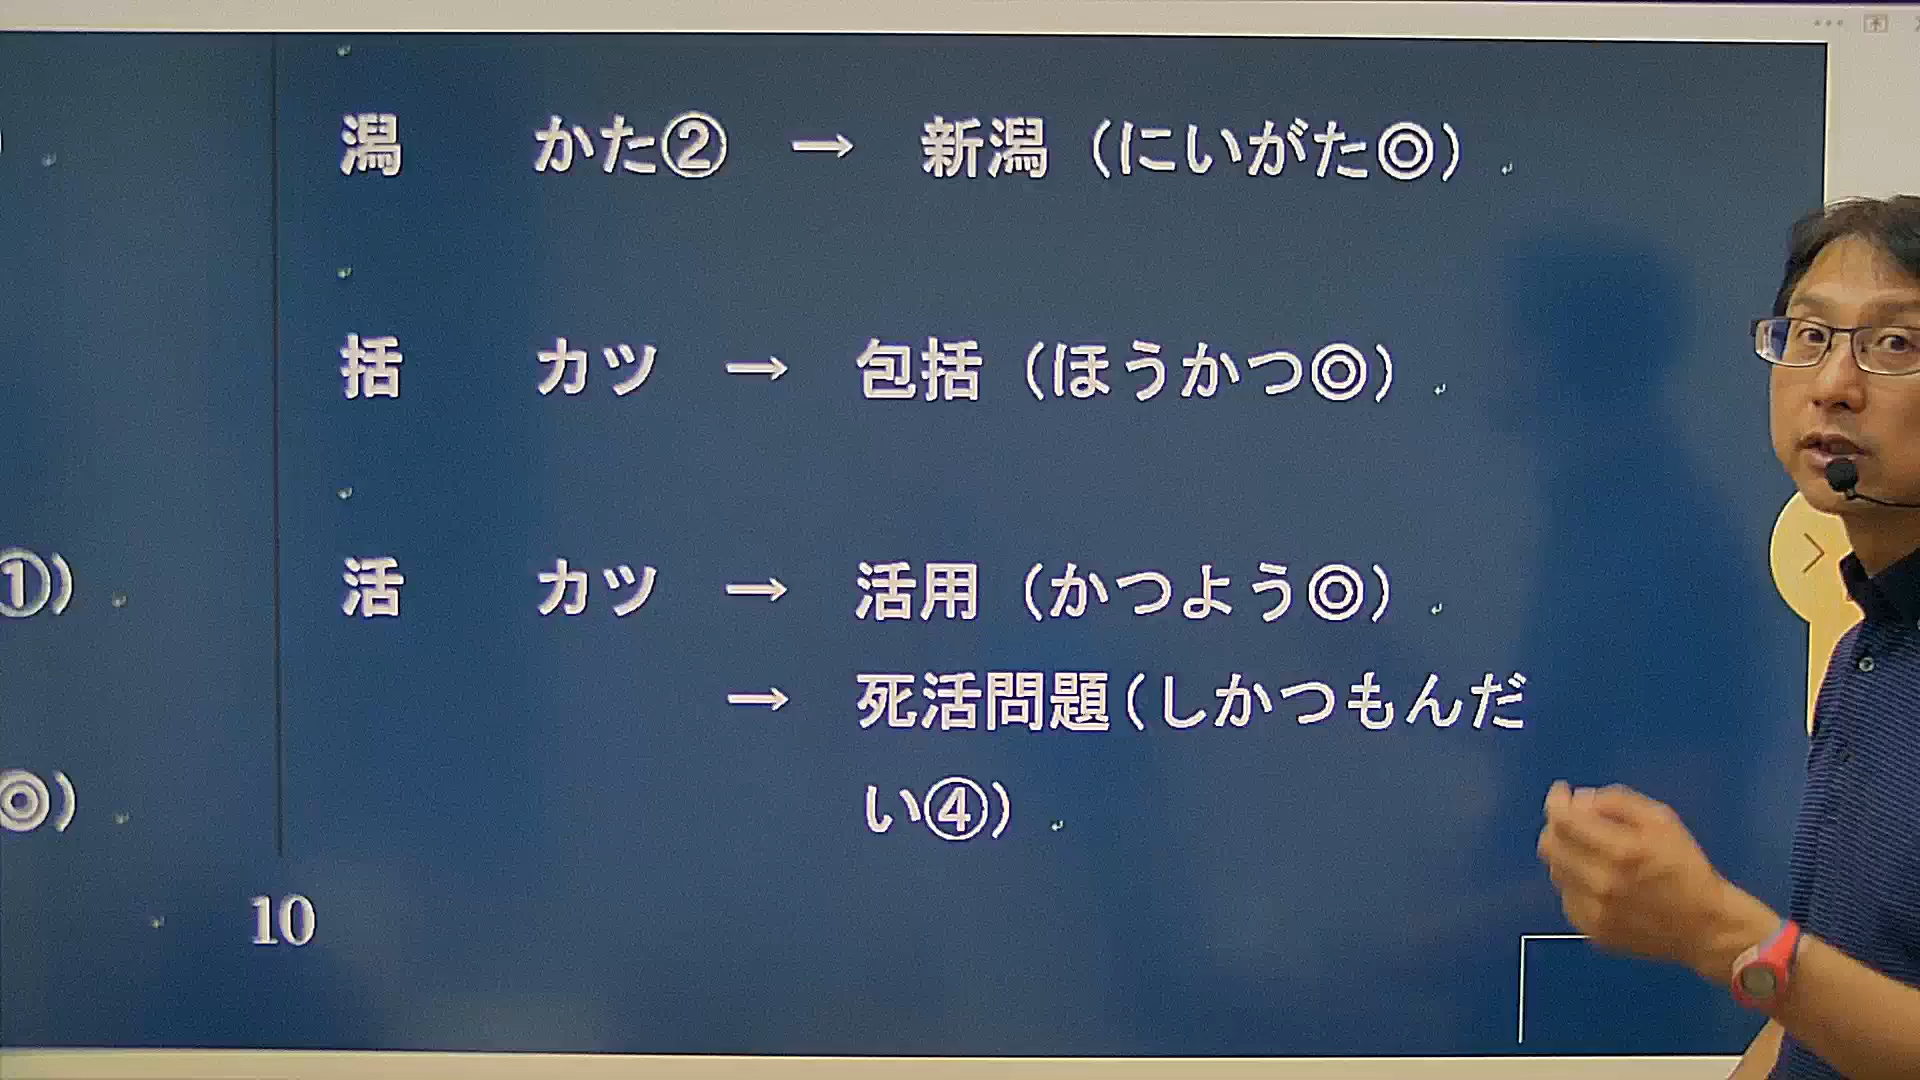 潟 かた② → 新潟（にいがた◎）
括 カツ → 包括（ほうかつ◎）
活 カツ → 活用（かつよう◎）
→ 死活問題（しかつもんだ
い④）
①）
◎）
10